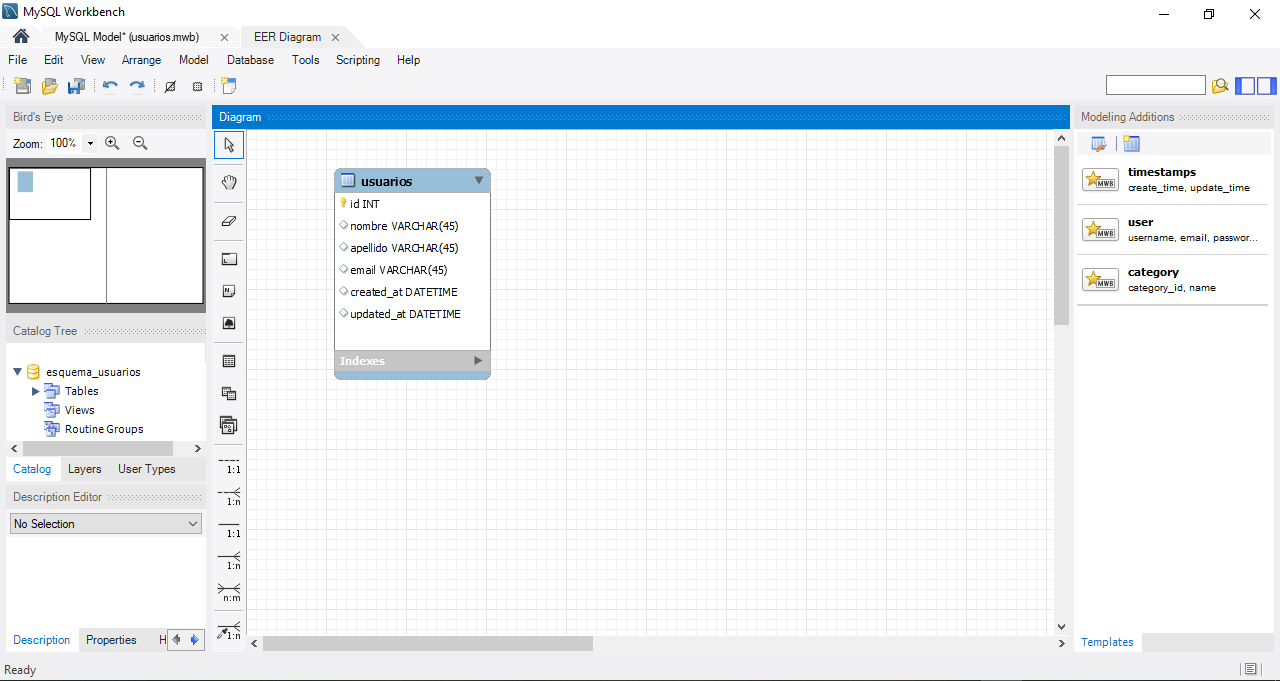 MySQL Workbench
MySQL Model* (usuarios.mwb)
EER Diagram
File Edit View Arrange Model Database Tools Scripting Help
Bird's Eye
Zoom: 100%
Catalog Tree
esquema_usuarios
Tables
Views
Routine Groups
Catalog Layers User Types
Description Editor
No Selection
Description Properties H
Diagram
1:1
1:n
1:1
1:n
n:m
1:n
usuarios
id INT
nombre VARCHAR(45)
apellido VARCHAR(45)
email VARCHAR(45)
created_at DATETIME
updated_at DATETIME
Indexes
Modeling Additions
MWB
timestamps
create_time, update_time
MWB
user
username, email, passwor...
MWB
category
category_id, name
Templates
Ready